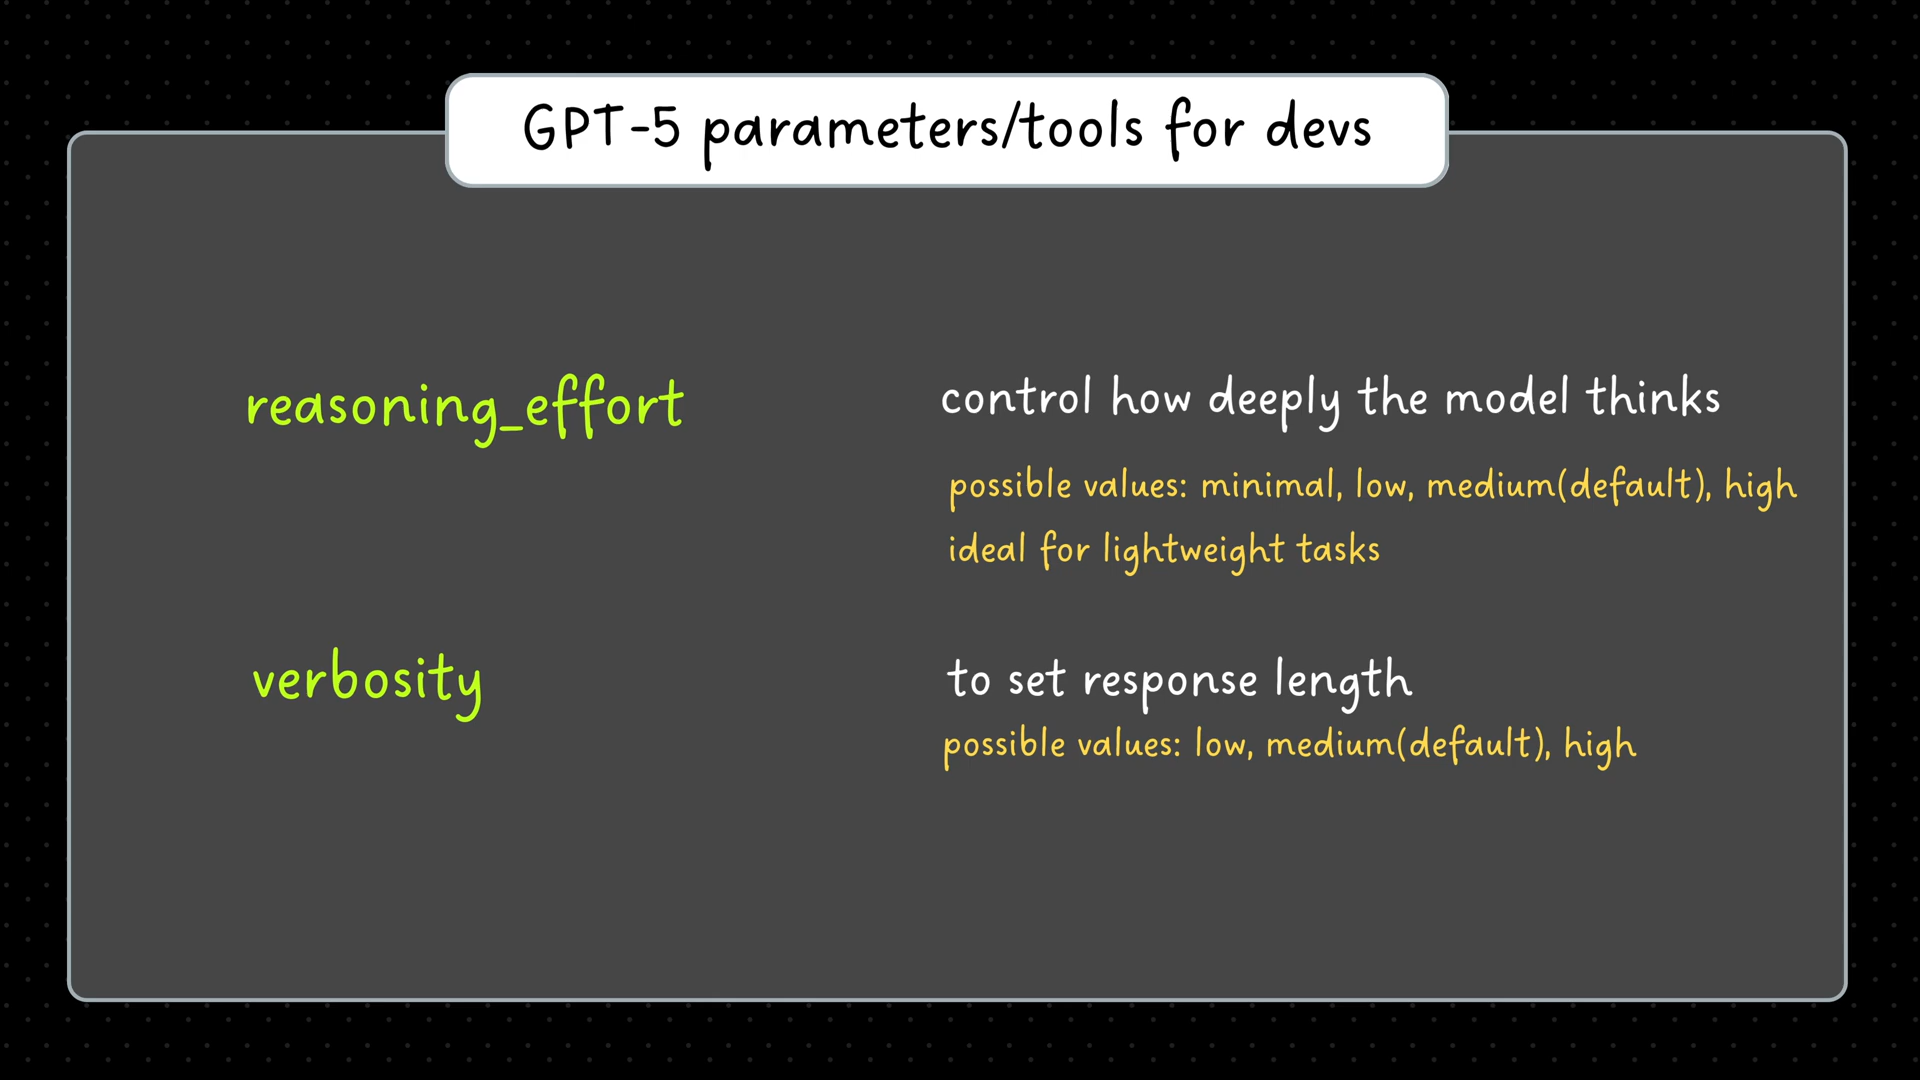 GPT-5 parameters/tools for devs
reasoning_effort
control how deeply the model thinks
possible values: minimal, low, medium(default), high
ideal for lightweight tasks
verbosity
to set response length
possible values: low, medium(default), high